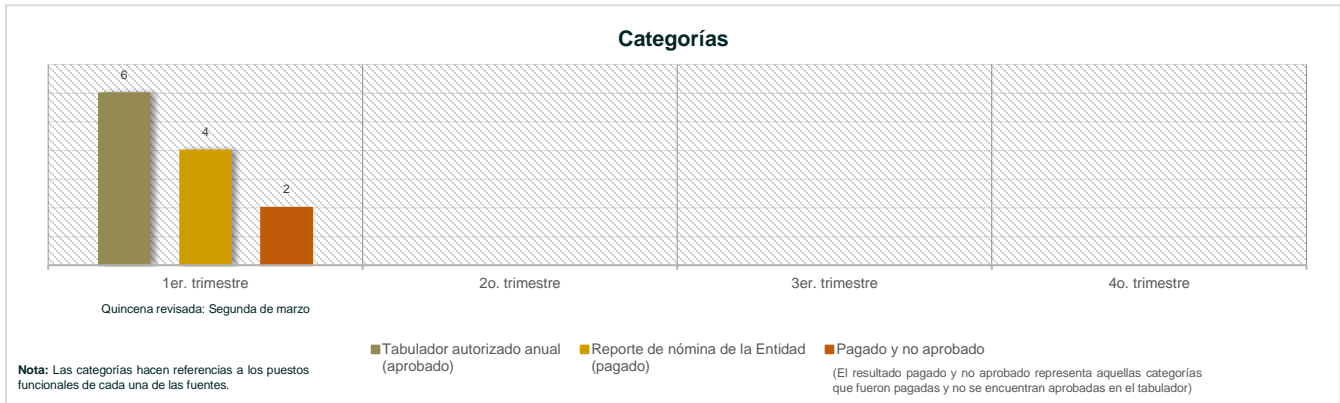 Categorías
6
4
2
1er. trimestre
2o. trimestre
3er. trimestre
4o. trimestre
Quincena revisada: Segunda de marzo
Tabulador autorizado anual
(aprobado)
Reporte de nómina de la Entidad
(pagado)
Pagado y no aprobado
(El resultado pagado y no aprobado representa aquellas categorías
que fueron pagadas y no se encuentran aprobadas en el tabulador)
Nota: Las categorías hacen referencias a los puestos
funcionales de cada una de las fuentes.